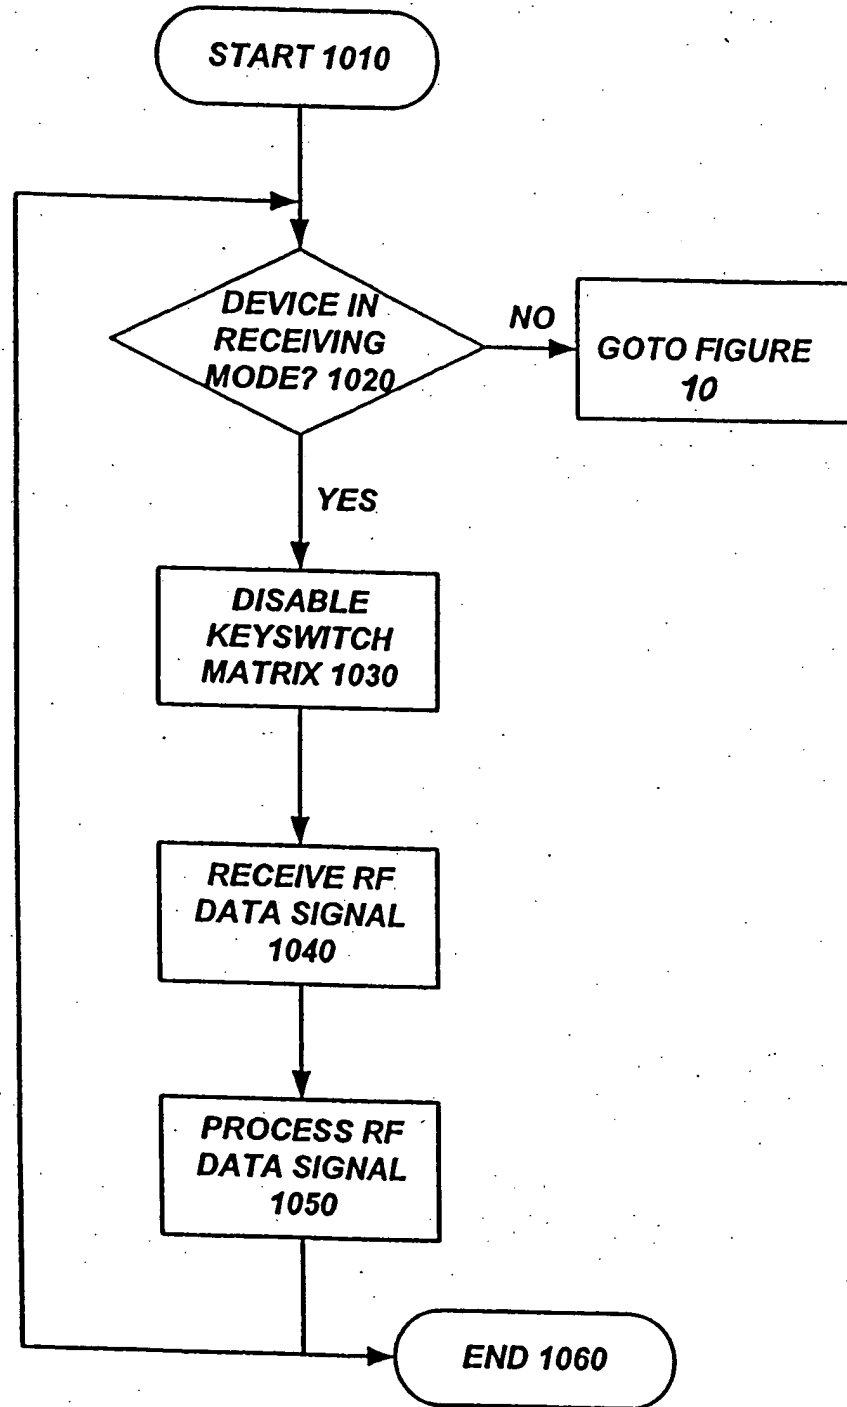 START 1010
DEVICE IN
RECEIVING
MODE? 1020
NO
GOTO FIGURE
10
YES
DISABLE
KEYSWITCH
MATRIX 1030
RECEIVE RF
DATA SIGNAL
1040
PROCESS RF
DATA SIGNAL
1050
END 1060